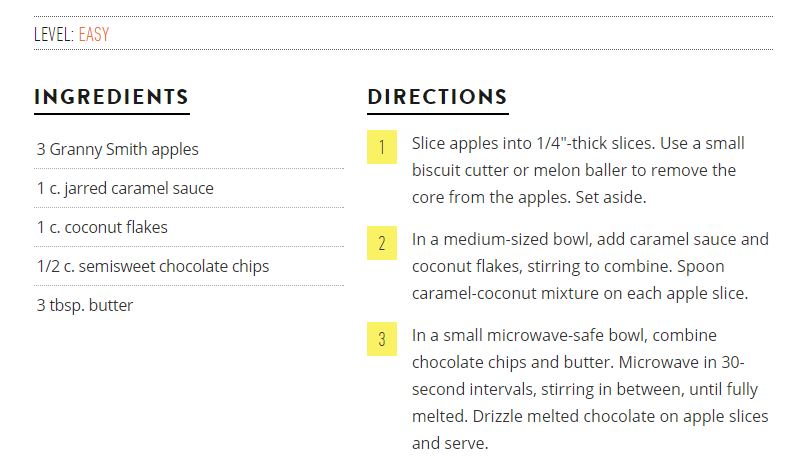 LEVEL: EASY
INGREDIENTS
3 Granny Smith apples
1 c. jarred caramel sauce
1 c. coconut flakes
1/2 c. semisweet chocolate chips
3 tbsp. butter
DIRECTIONS
1
Slice apples into 1/4"-thick slices. Use a small
biscuit cutter or melon baller to remove the
core from the apples. Set aside.
2
In a medium-sized bowl, add caramel sauce and
coconut flakes, stirring to combine. Spoon
caramel-coconut mixture on each apple slice.
3
In a small microwave-safe bowl, combine
chocolate chips and butter. Microwave in 30-
second intervals, stirring in between, until fully
melted. Drizzle melted chocolate on apple slices
and serve.